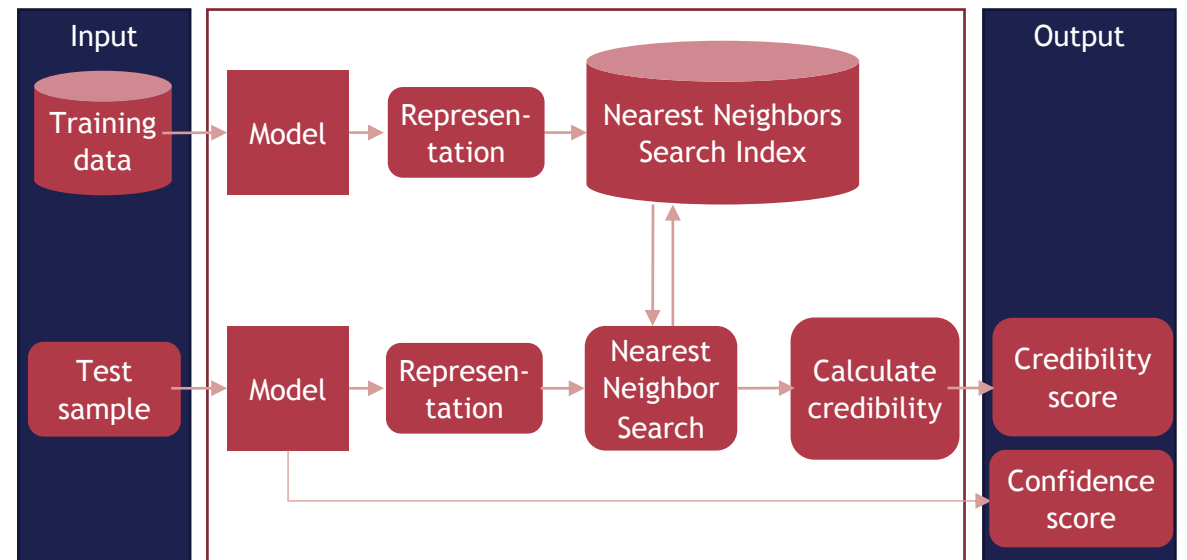 Input
Output
Training
data
Model
Represen-
tation
Nearest Neighbors
Search Index
Test
sample
Model
Represen-
tation
Nearest
Neighbor
Search
Calculate
credibility
Credibility
score
Confidence
score